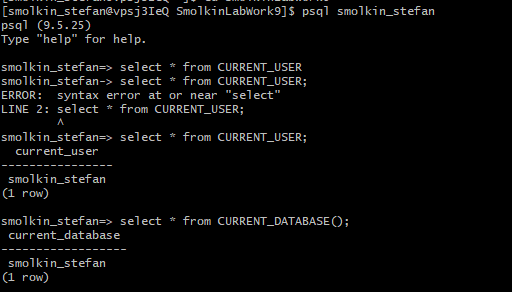 [smolkin_stefan@vpsj3IeQ SmolkinLabWork9]$ psql smolkin_stefan
psql (9.5.25)
Type "help" for help.
smolkin_stefan=> select * from CURRENT_USER
smolkin_stefan-> select * from CURRENT_USER;
ERROR:  syntax error at or near "select"
LINE 2: select * from CURRENT_USER;
^
smolkin_stefan=> select * from CURRENT_USER;
current_user
---------------
smolkin_stefan
(1 row)
smolkin_stefan=> select * from CURRENT_DATABASE();
current_database
------------------
smolkin_stefan
(1 row)